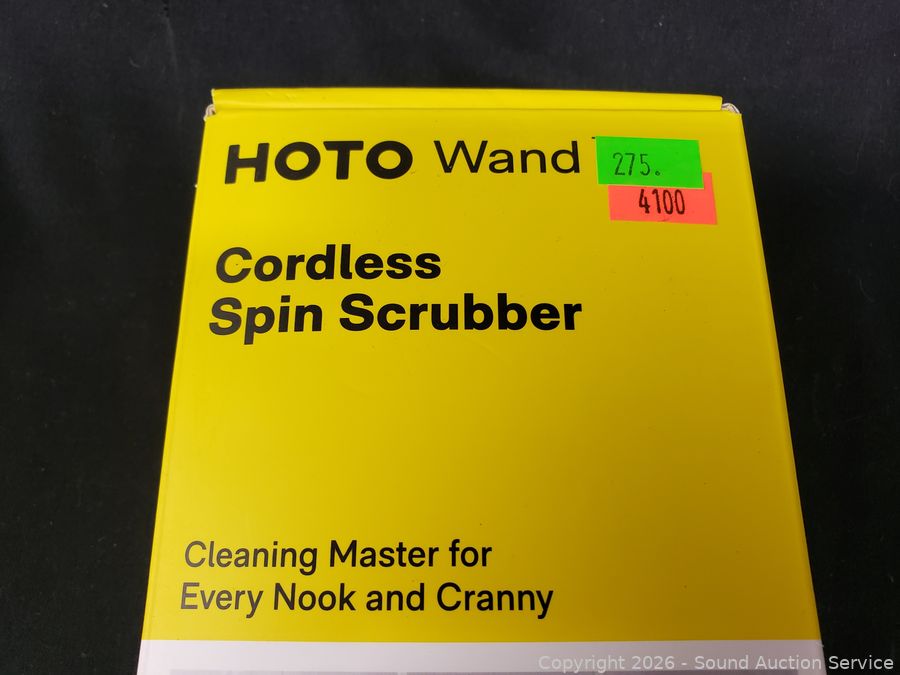 HOTO Wand
275.
4100
Cordless
Spin Scrubber
Cleaning Master for
Every Nook and Cranny
Copyright 2026 - Sound Auction Service